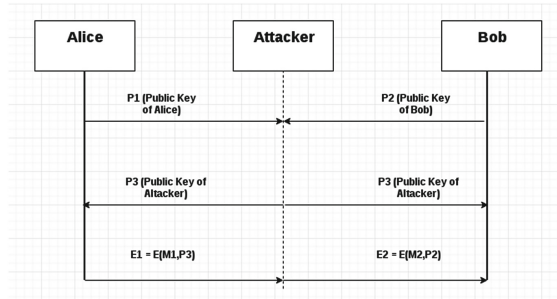 Alice
Attacker
Bob
P1 (Public Key
of Alice)
P2 (Public Key
of Bob)
P3 (Public Key of
Attacker)
P3 (Public Key of
Attacker)
E1 = E(M1,P3)
E2 = E(M2,P2)